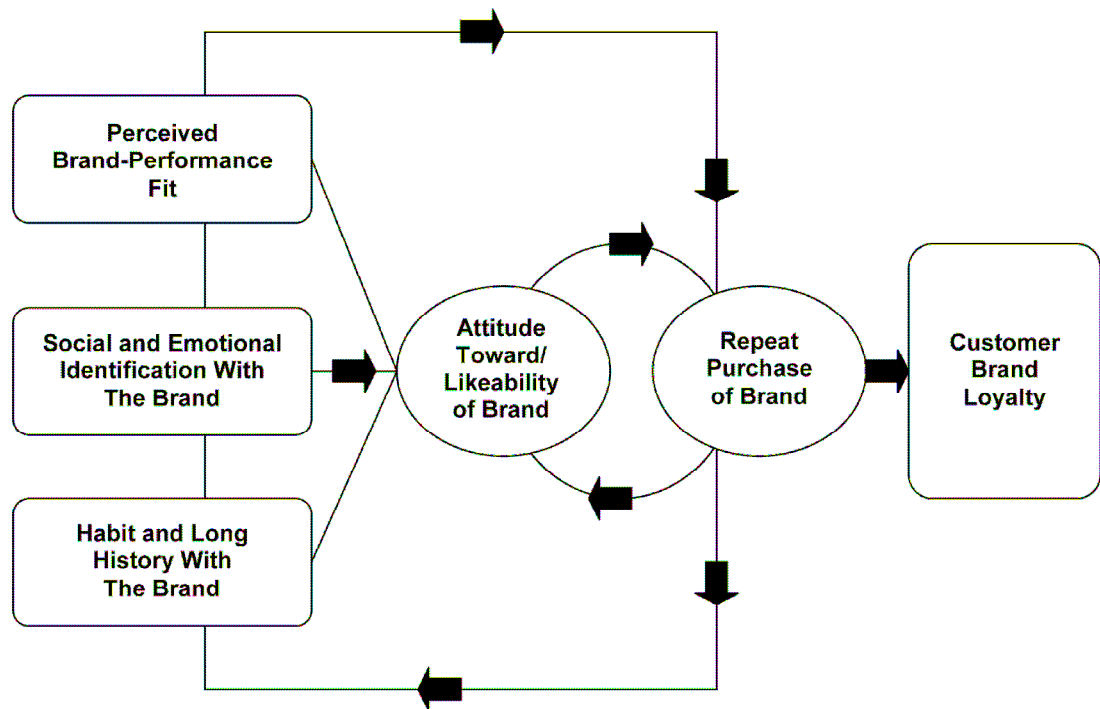 Perceived
Brand-Performance
Fit
Social and Emotional
Identification With
The Brand
Habit and Long
History With
The Brand
Attitude
Toward/
Likeability
of Brand
Repeat
Purchase
of Brand
Customer
Brand
Loyalty